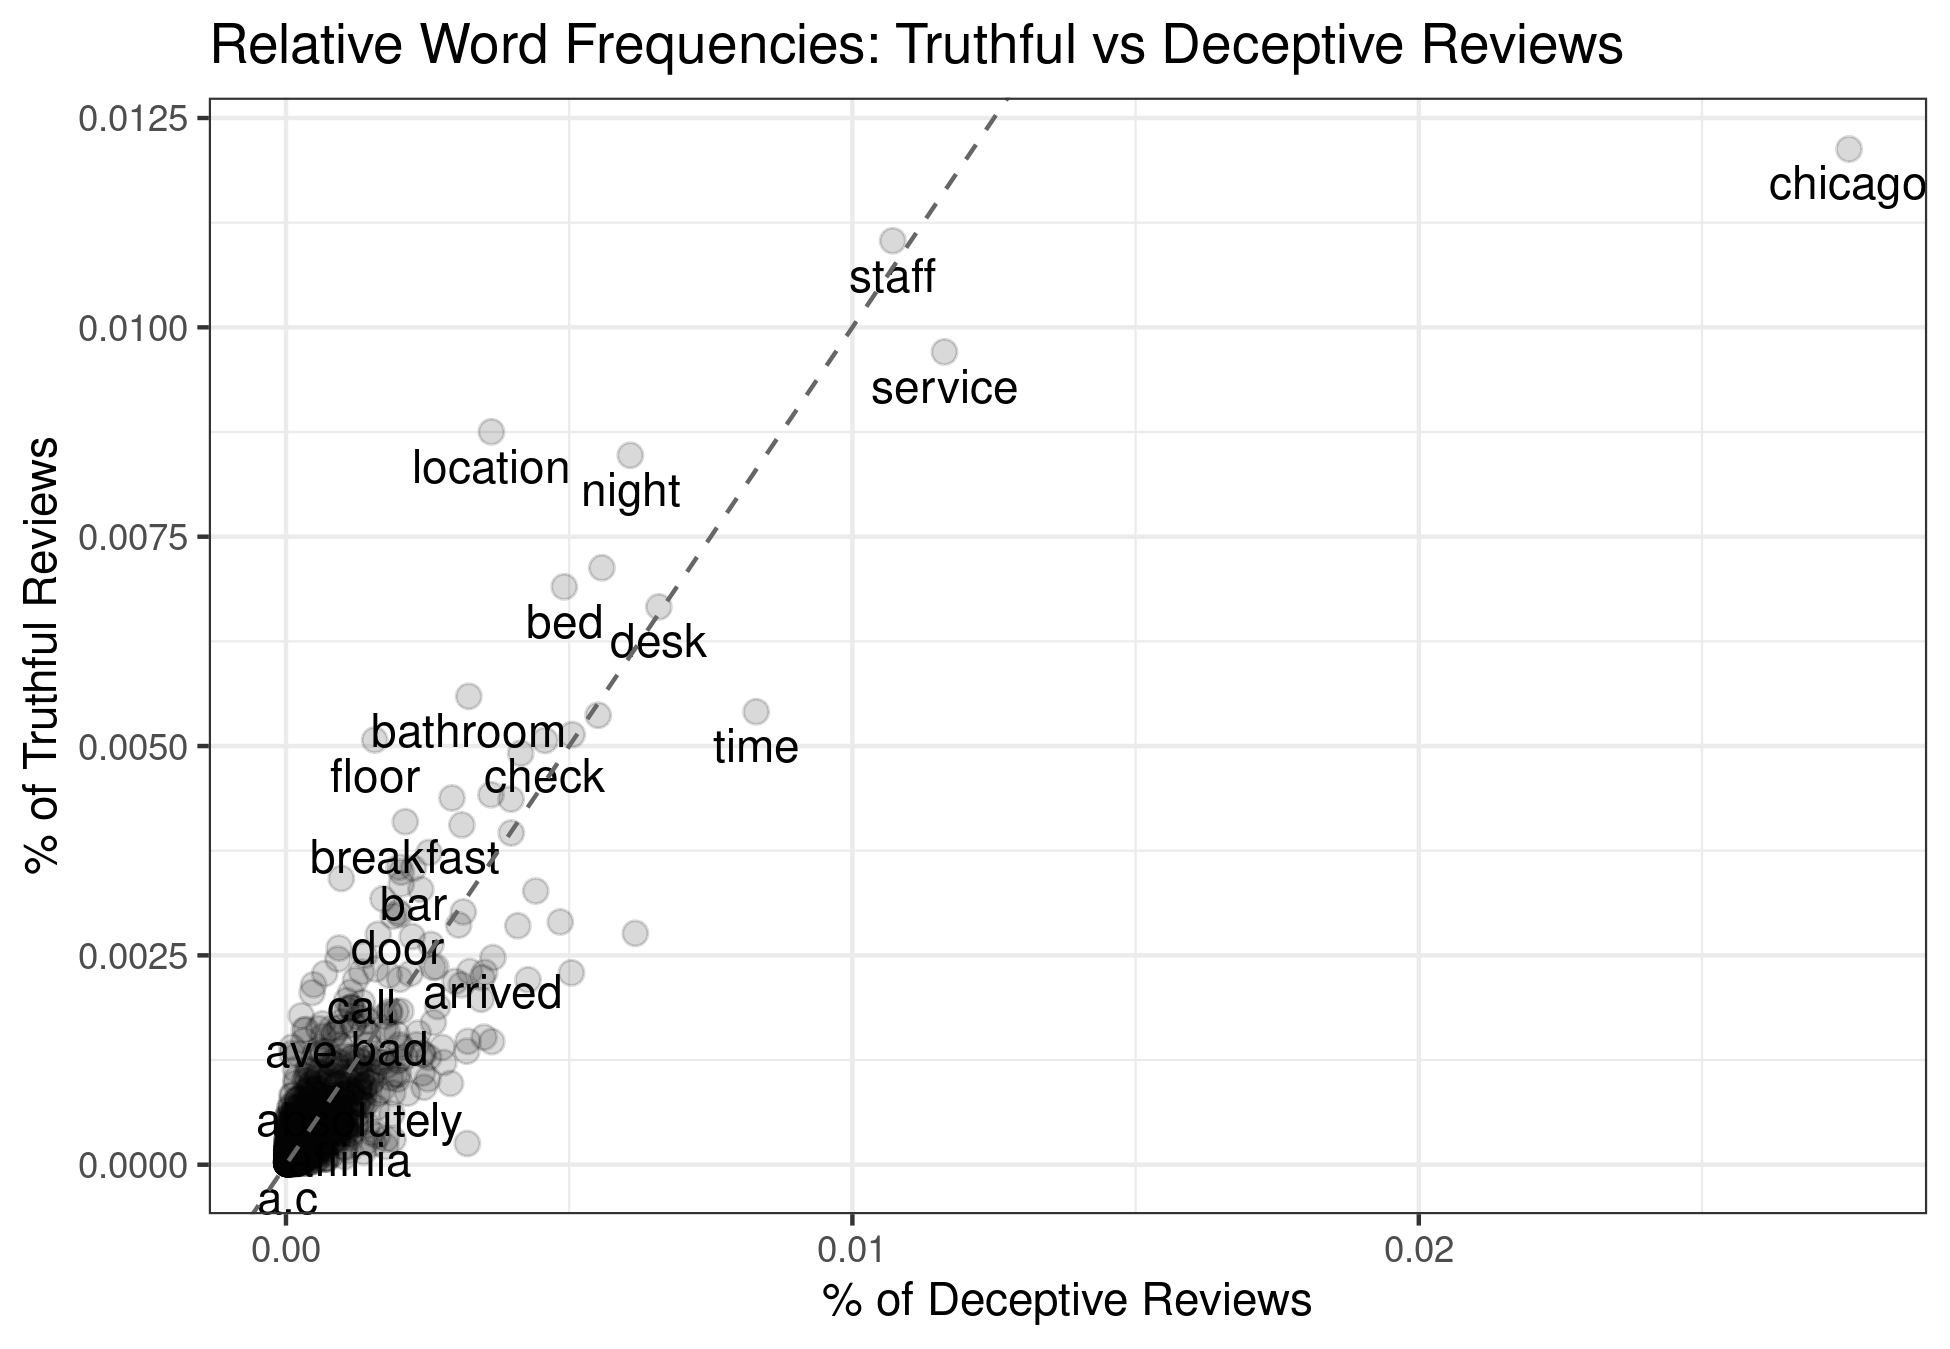 Relative Word Frequencies: Truthful vs Deceptive Reviews
0.0125
0.0100
0.0075
0.0050
0.0025
0.0000
% of Truthful Reviews
chicago
staff
service
location
night
bed
desk
bathroom
time
floor
check
breakfast
bar
door
arrived
call
ave
bad
absolutely
affinia
a.c
0.00
0.01
0.02
% of Deceptive Reviews